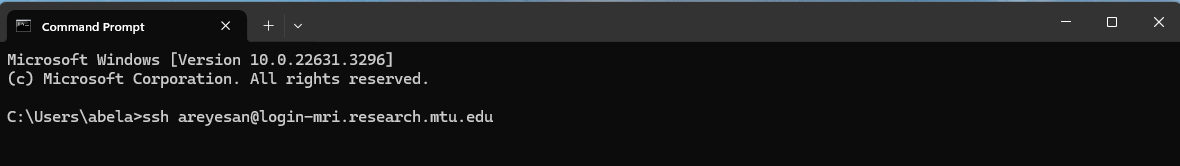 Command Prompt
Microsoft Windows [Version 10.0.22631.3296]
(c) Microsoft Corporation. All rights reserved.
C:\Users\abela>ssh areyesan@login-mri.research.mtu.edu